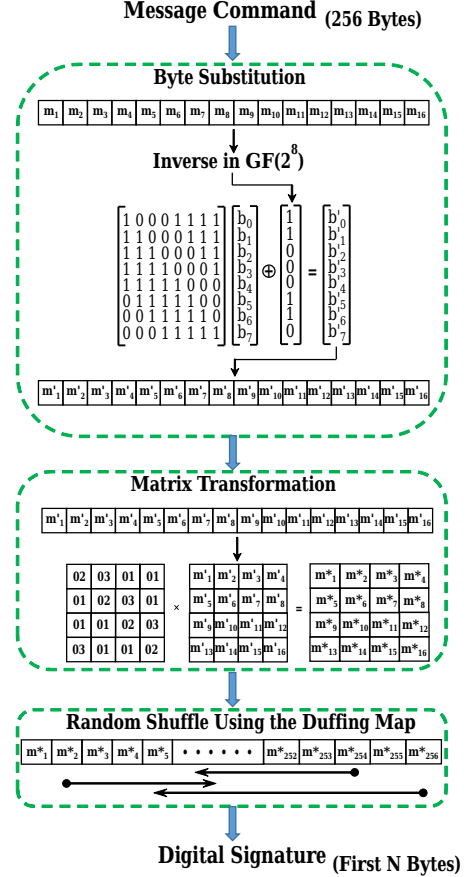 Message Command (256 Bytes)
Byte Substitution
m₁ m₂ m₃ m₄ m₅ m₆ m₇ m₈ m₉ m₁₀ m₁₁ m₁₂ m₁₃ m₁₄ m₁₅ m₁₆
Inverse in GF(2⁸)
1 0 0 0 1 1 1 1 b₀ 1 b'₀
1 1 0 0 0 1 1 1 b₁ 1 b'₁
1 1 1 0 0 0 1 1 b₂ 0 b'₂
1 1 1 1 0 0 0 1 b₃ ⊕ 0 = b'₃
1 1 1 1 1 0 0 0 b₄ 0 b'₄
0 1 1 1 1 1 0 0 b₅ 1 b'₅
0 0 1 1 1 1 1 0 b₆ 1 b'₆
0 0 0 1 1 1 1 1 b₇ 0 b'₇
m'₁ m'₂ m'₃ m'₄ m'₅ m'₆ m'₇ m'₈ m'₉ m'₁₀ m'₁₁ m'₁₂ m'₁₃ m'₁₄ m'₁₅ m'₁₆
Matrix Transformation
m'₁ m'₂ m'₃ m'₄ m'₅ m'₆ m'₇ m'₈ m'₉ m'₁₀ m'₁₁ m'₁₂ m'₁₃ m'₁₄ m'₁₅ m'₁₆
02 03 01 01 m'₁ m'₂ m'₃ m'₄ m*₁ m*₂ m*₃ m*₄
01 02 03 01 m'₅ m'₆ m'₇ m'₈ m*₅ m*₆ m*₇ m*₈
01 01 02 03 × m'₉ m'₁₀ m'₁₁ m'₁₂ = m*₉ m*₁₀ m*₁₁ m*₁₂
03 01 01 02 m'₁₃ m'₁₄ m'₁₅ m'₁₆ m*₁₃ m*₁₄ m*₁₅ m*₁₆
Random Shuffle Using the Duffing Map
m*₁ m*₂ m*₃ m*₄ m*₅ · · · · · · m*₂₅₂ m*₂₅₃ m*₂₅₄ m*₂₅₅ m*₂₅₆
Digital Signature (First N Bytes)